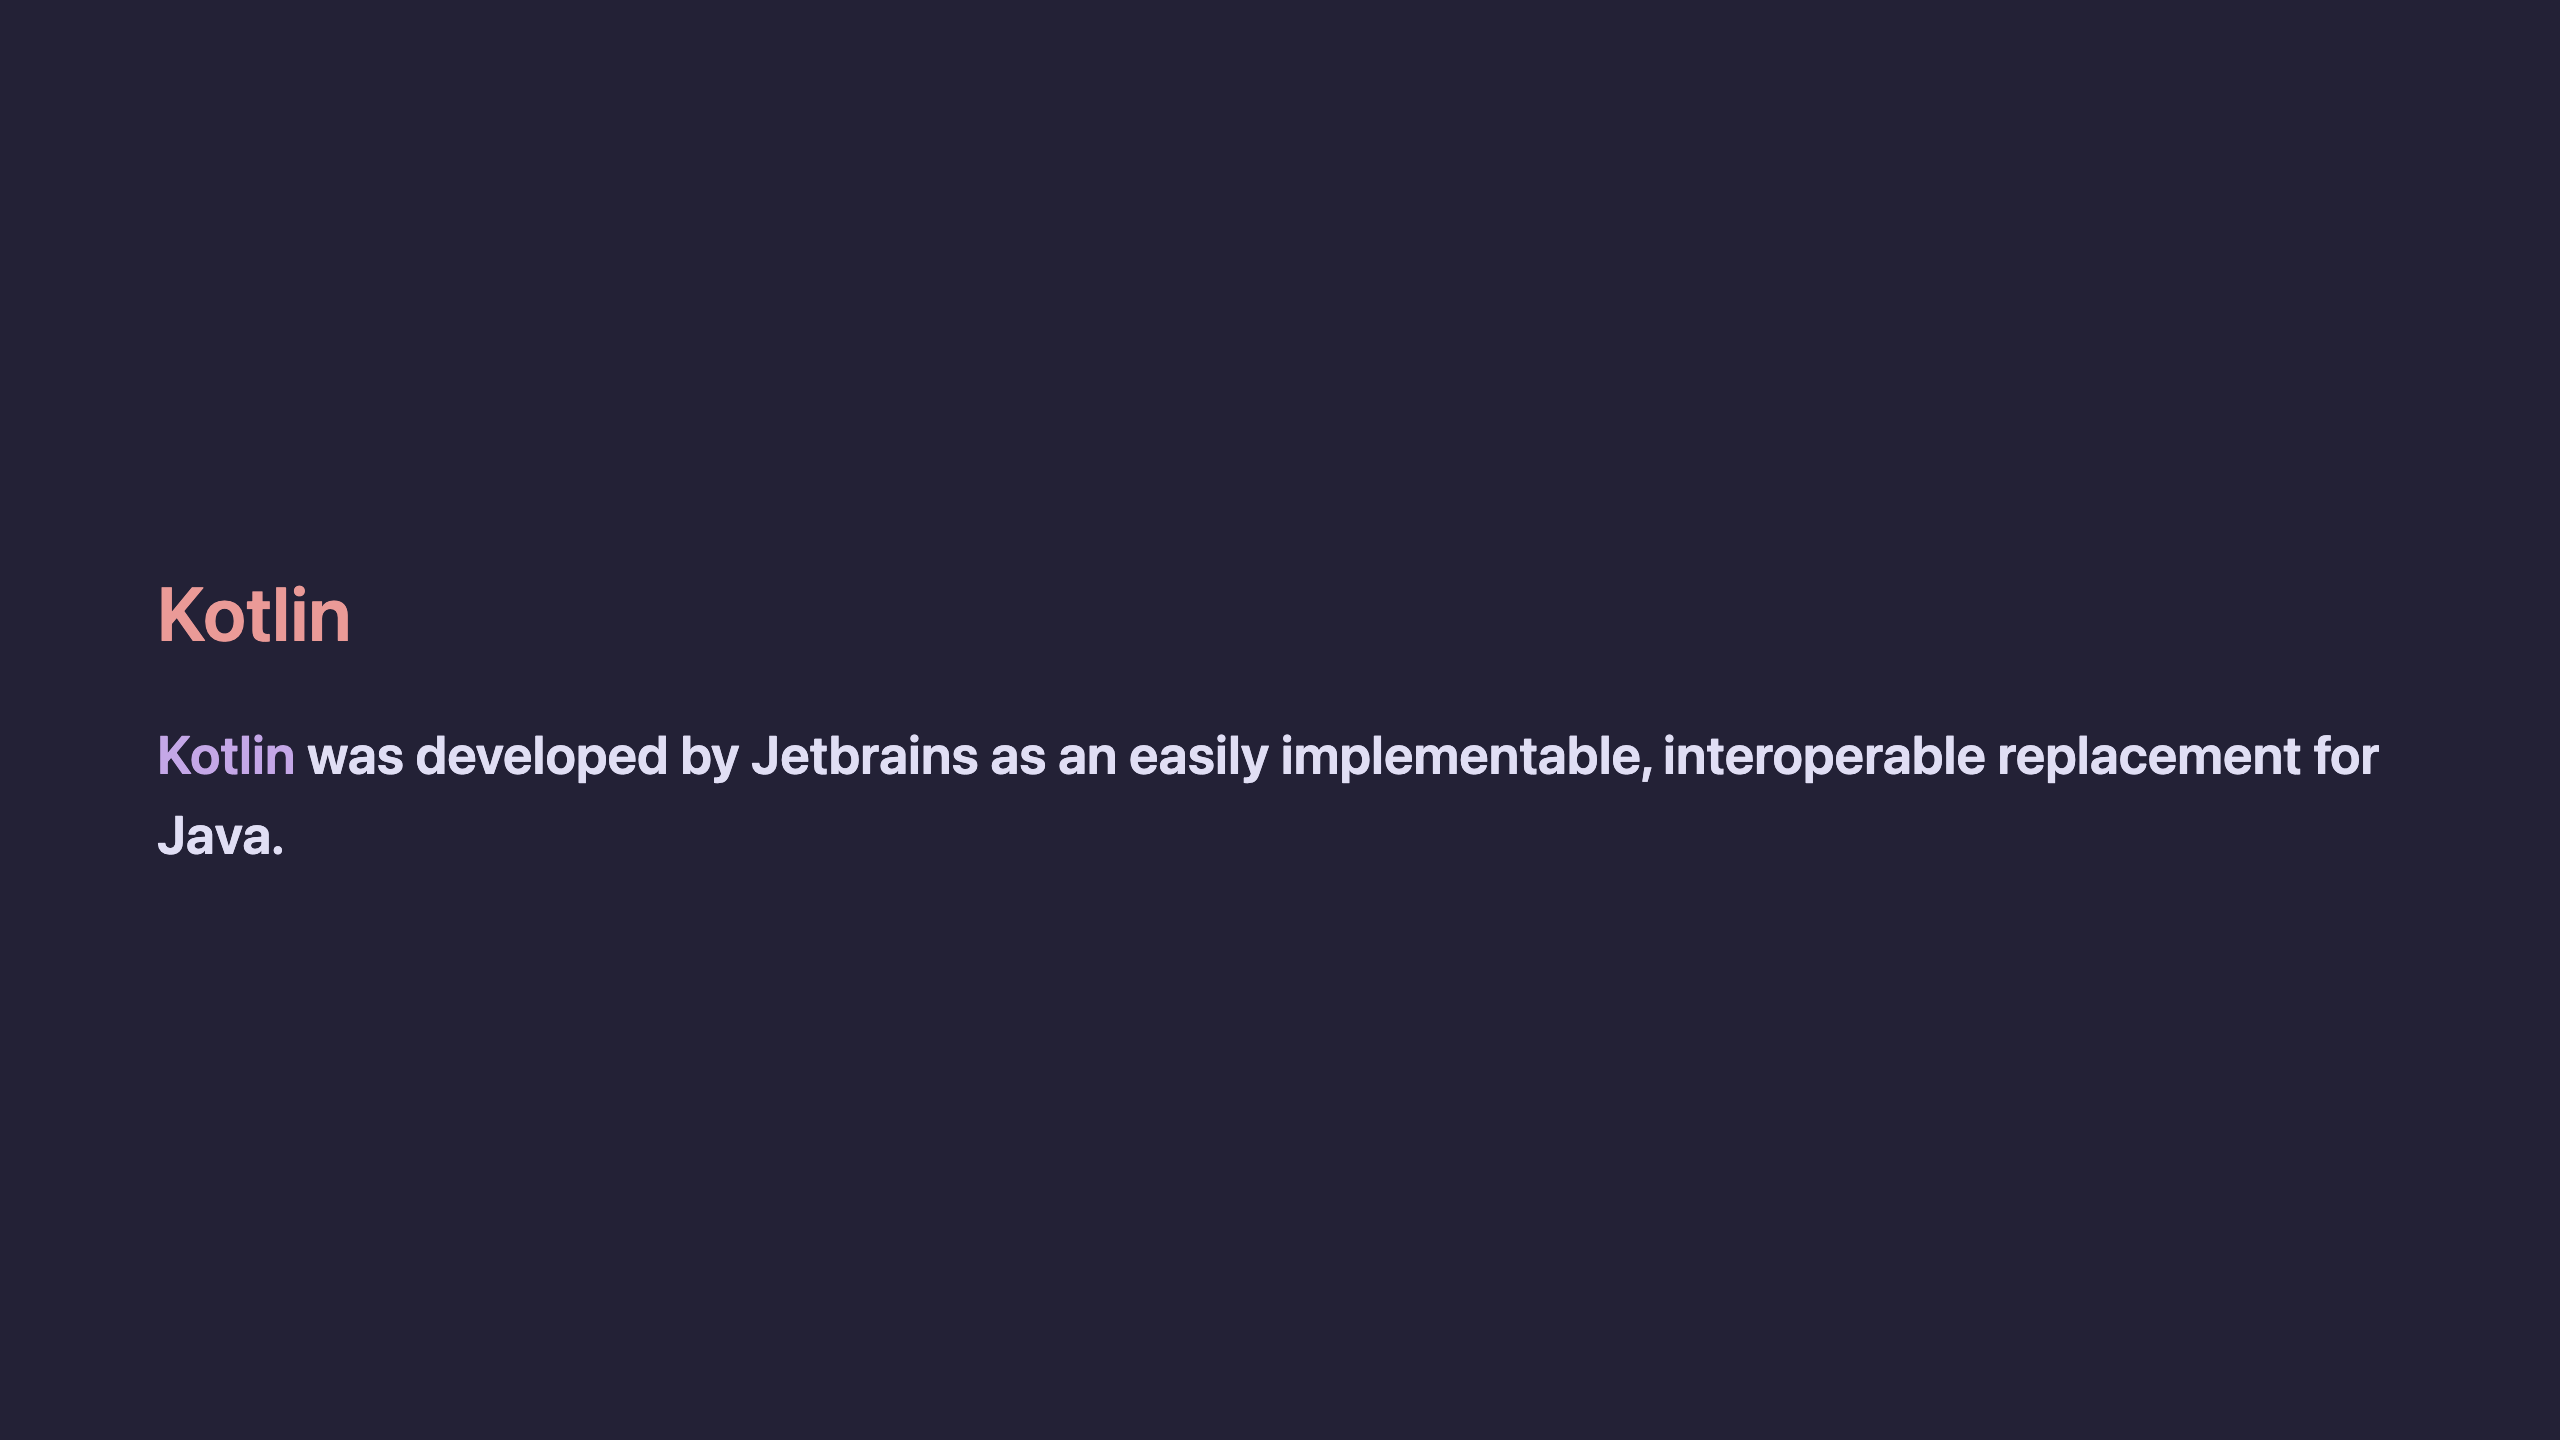 Kotlin
Kotlin was developed by Jetbrains as an easily implementable, interoperable replacement for
Java.